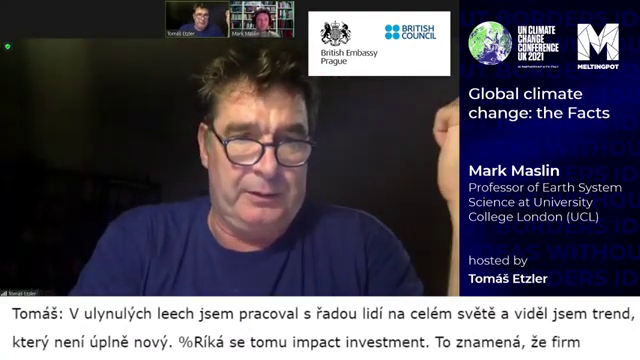 Tomáš Etzler
Mark Maslin
British Embassy
Prague
BRITISH
COUNCIL
UN CLIMATE
CHANGE
CONFERENCE
UK 2021
MELTINGPOT
Global climate
change: the Facts
Mark Maslin
Professor of Earth System
Science at University
College London (UCL)
hosted by
Tomáš Etzler
Tomáš Etzler
Tomáš: V ulynulých leech jsem pracoval s řadou lidí na celém světě a viděl jsem trend,
který není úplně nový. %Ríká se tomu impact investment. To znamená, že firm